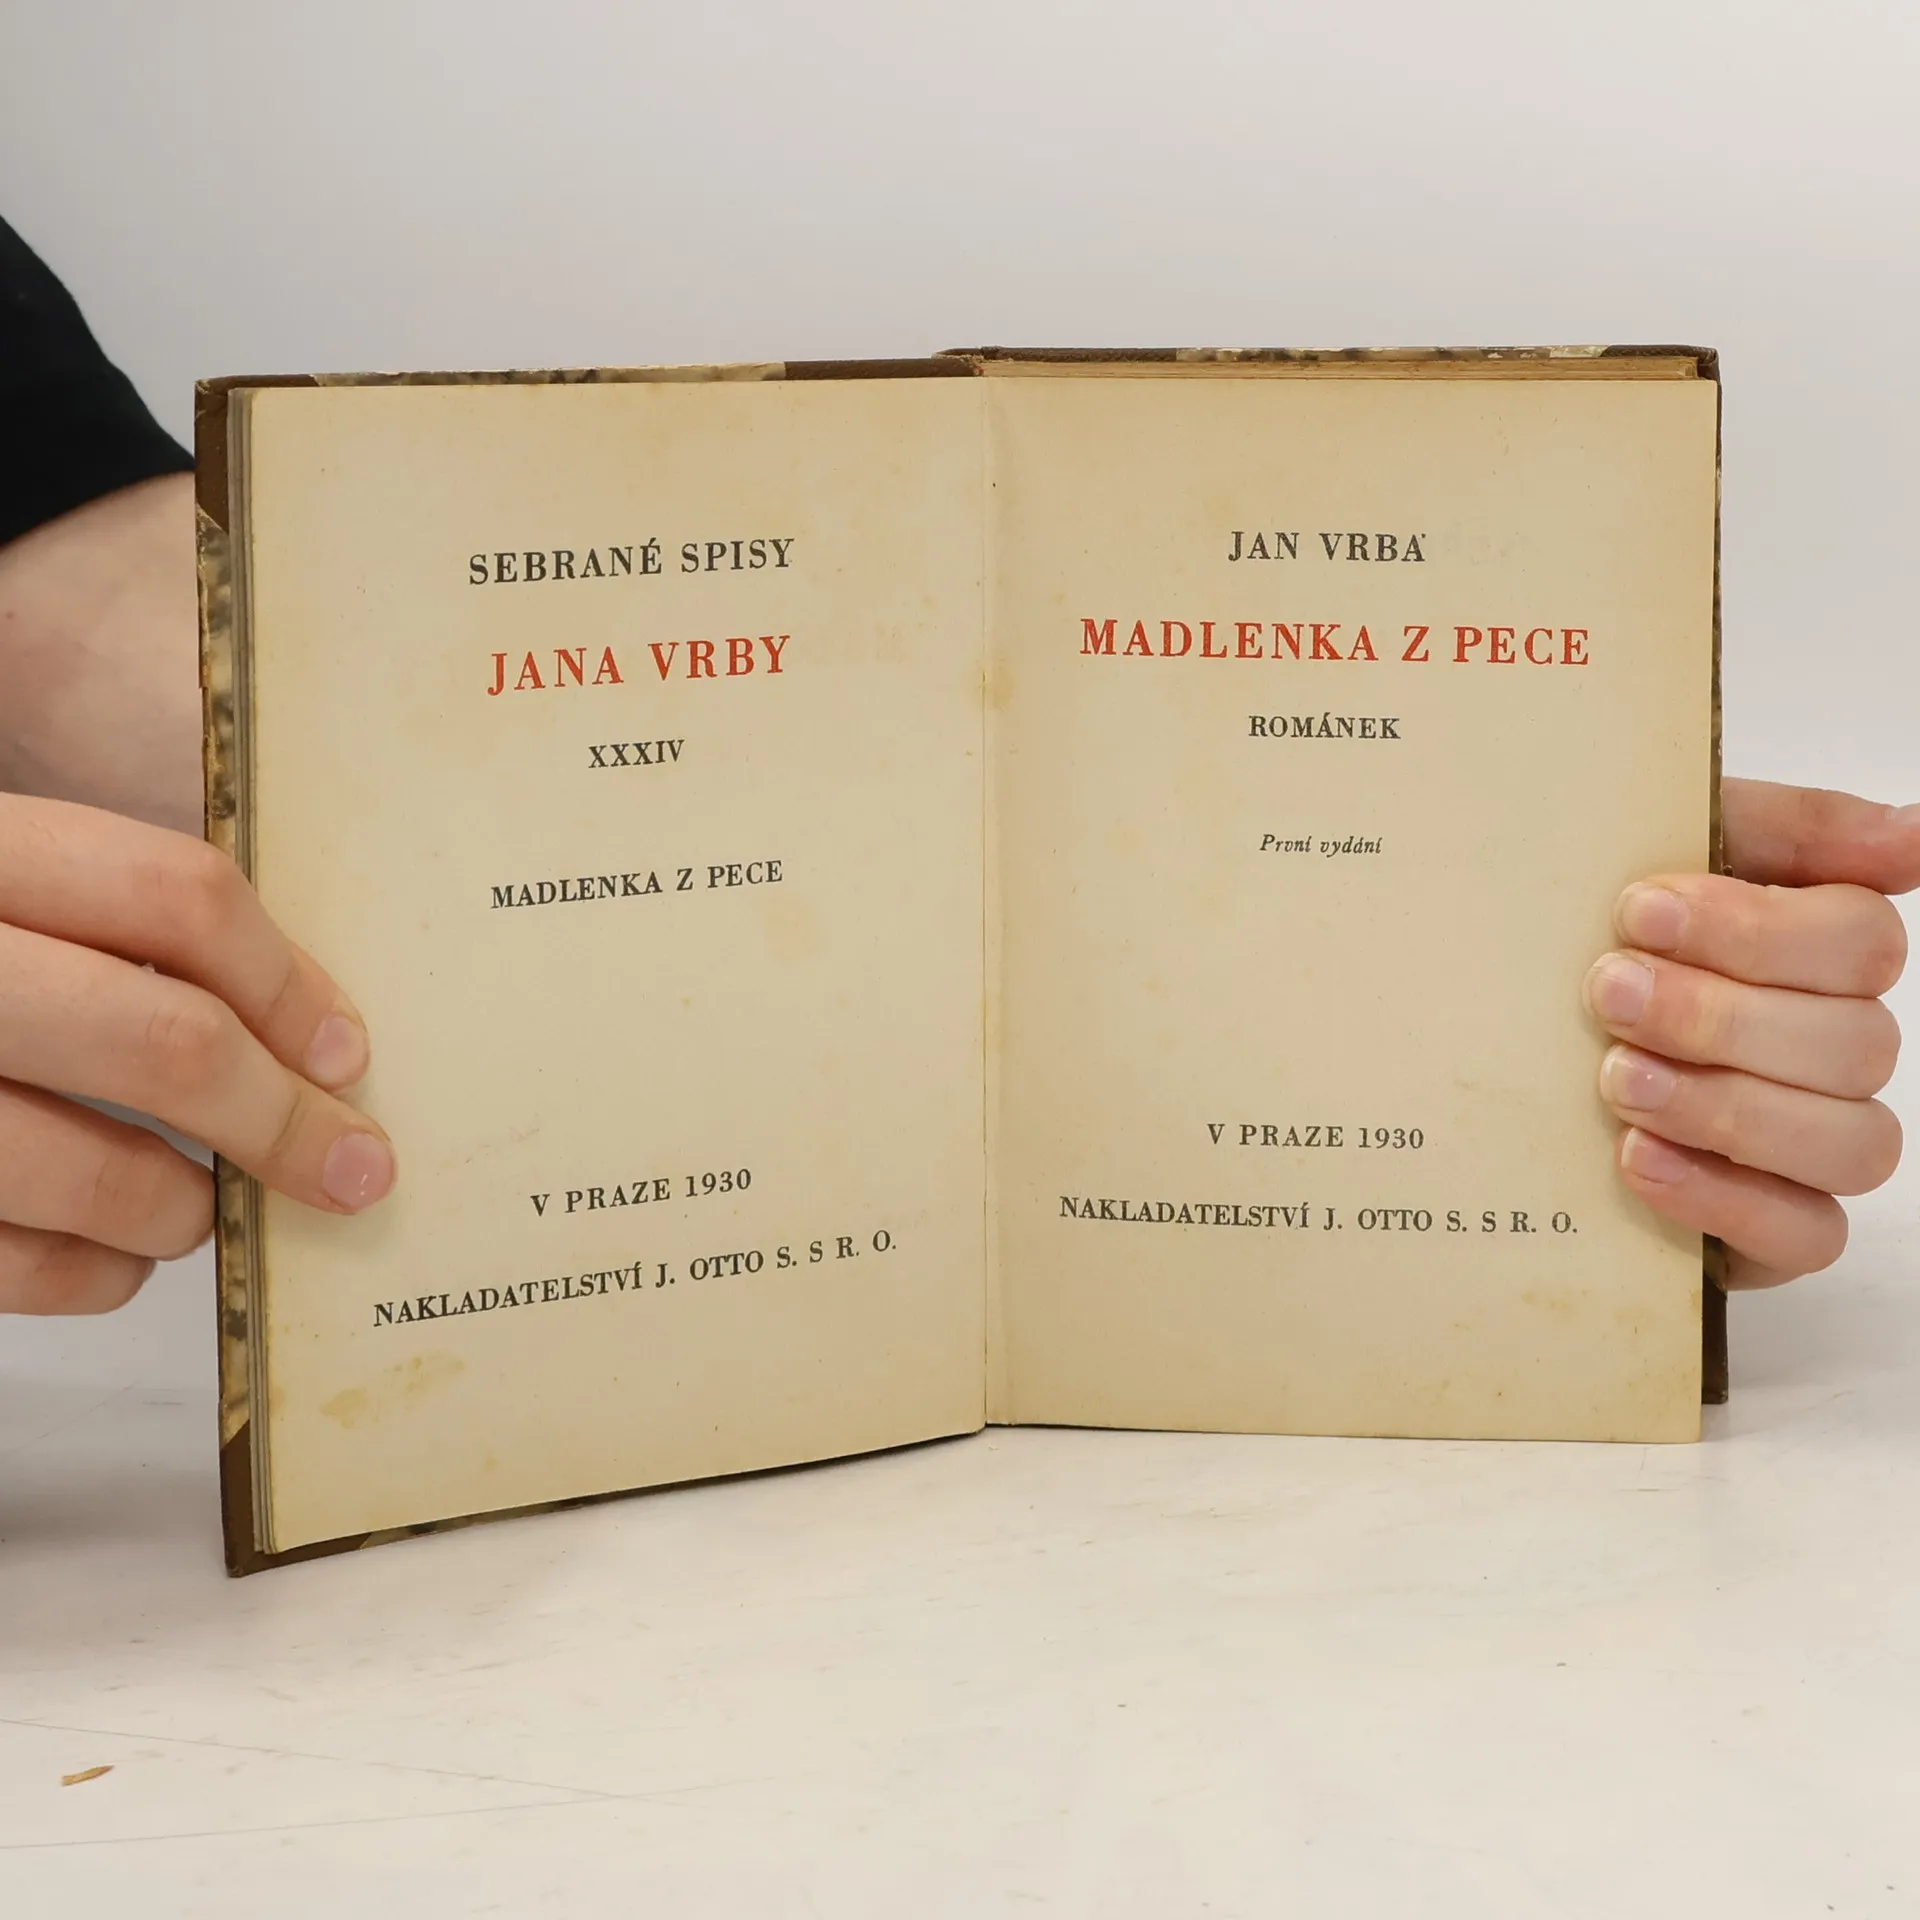 SEBRANÉ SPISY
JANA VRBY
XXXIV
MADLENKA Z PECE
V PRAZE 1930
NAKLADATELSTVÍ J. OTTO S. S R. O.
JAN VRBA
MADLENKA Z PECE
ROMÁNEK
První vydání
V PRAZE 1930
NAKLADATELSTVÍ J. OTTO S. S R. O.